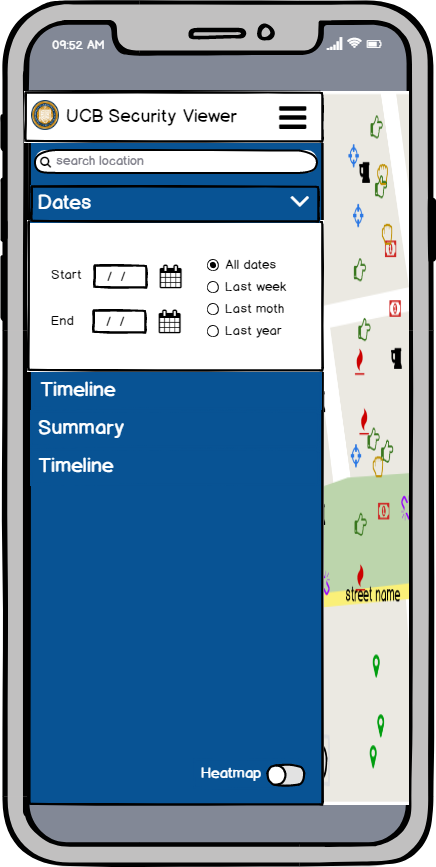 09:52 AM
UCB Security Viewer
search location
Dates
Start / /
End / /
All dates
Last week
Last moth
Last year
Timeline
Summary
Timeline
street name
Heatmap